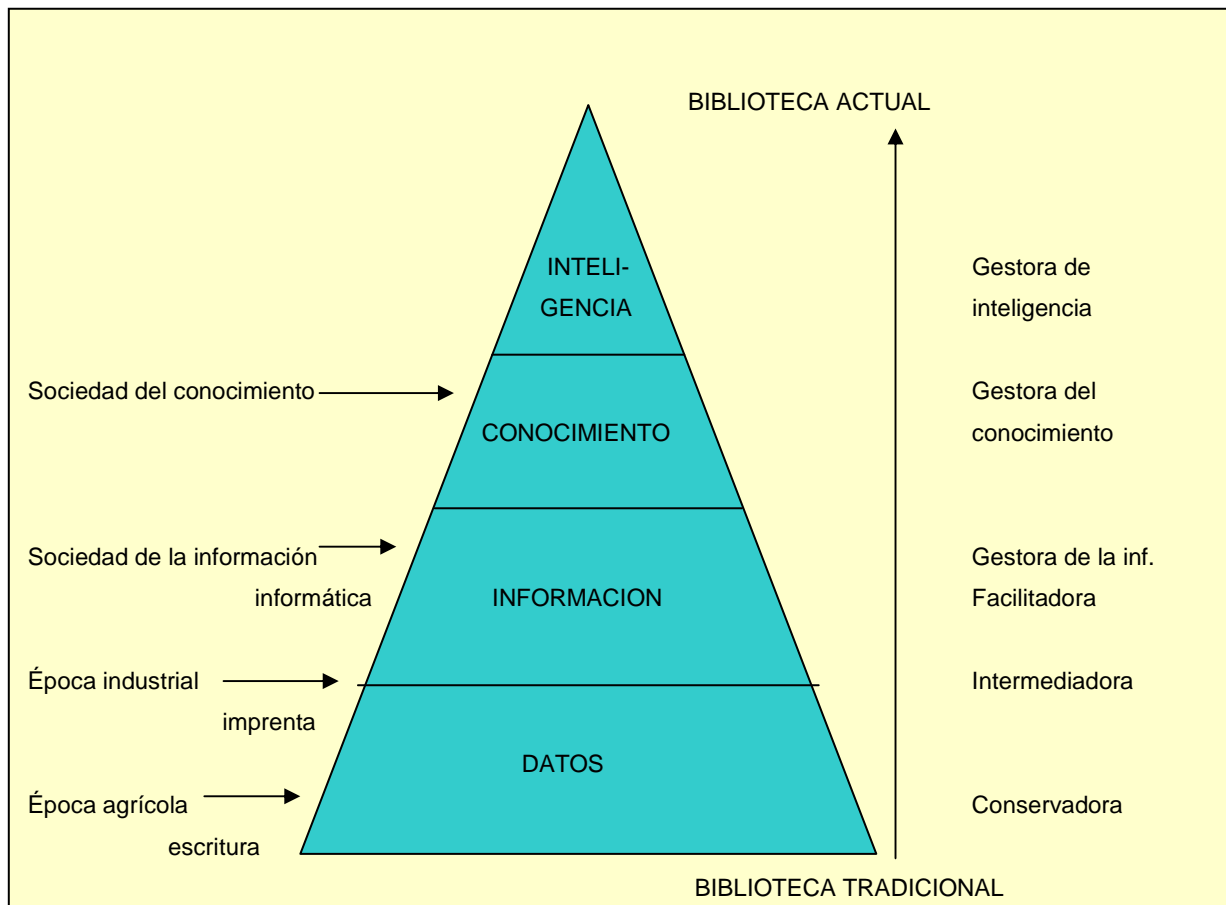 BIBLIOTECA ACTUAL
INTELI-
GENCIA
Gestora de
inteligencia
Sociedad del conocimiento
CONOCIMIENTO
Gestora del
conocimiento
Sociedad de la información
informática
INFORMACION
Gestora de la inf.
Facilitadora
Época industrial
imprenta
Intermediadora
DATOS
Época agrícola
escritura
Conservadora
BIBLIOTECA TRADICIONAL